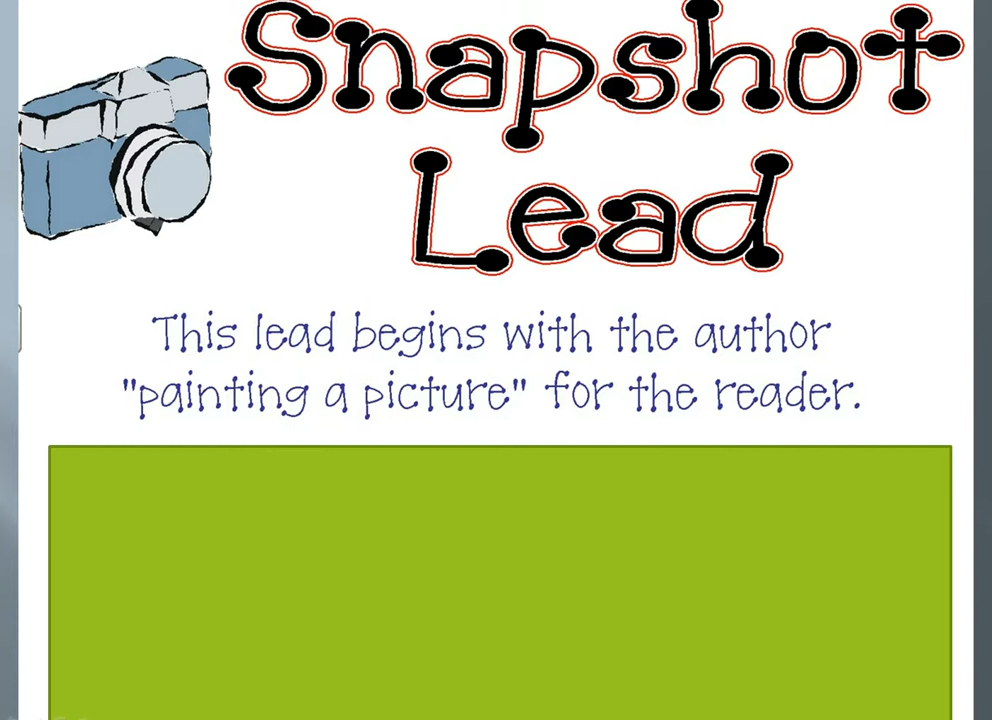 Snapshot
Lead
This lead begins with the author
"painting a picture" for the reader.